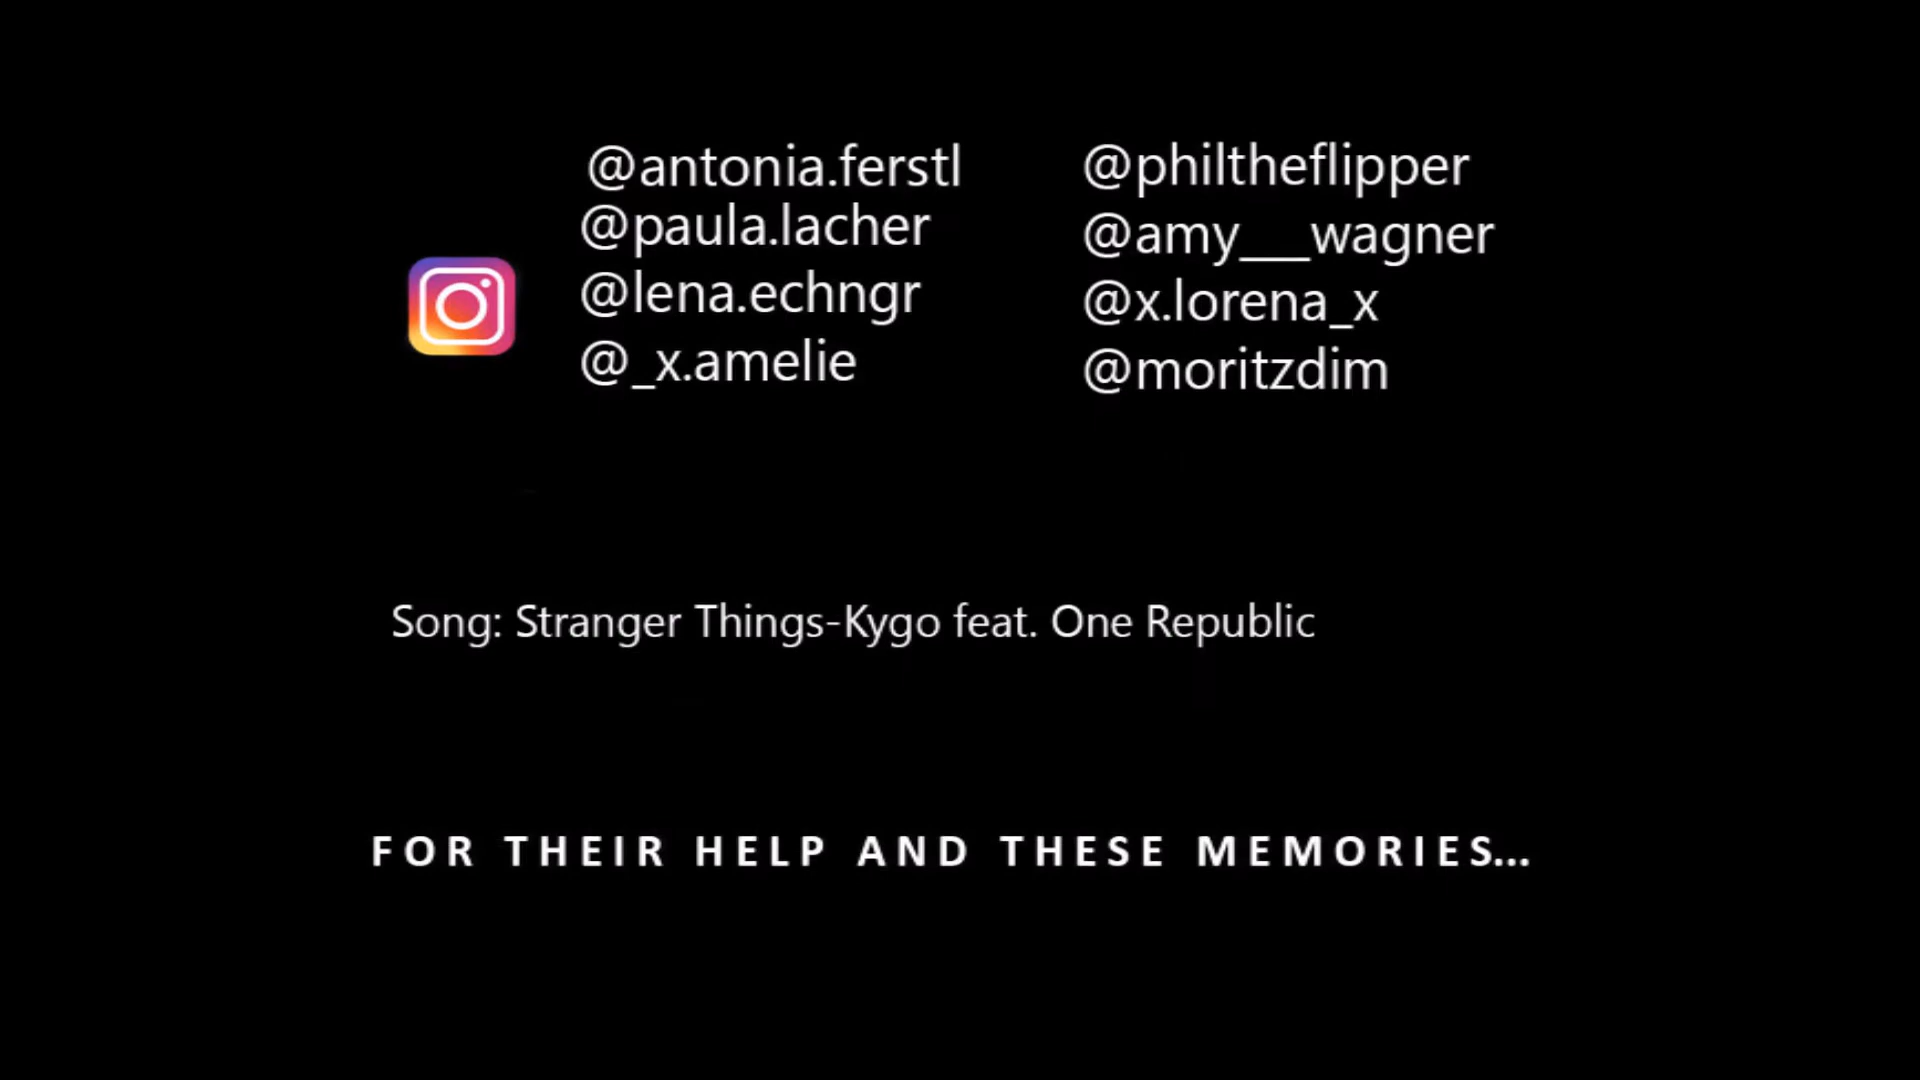 @antonia.ferstl
@paula.lacher
@lena.echngr
@_x.amelie
@philtheflipper
@amy___wagner
@x.lorena_x
@moritzdim
Song: Stranger Things-Kygo feat. One Republic
FOR THEIR HELP AND THESE MEMORIES...